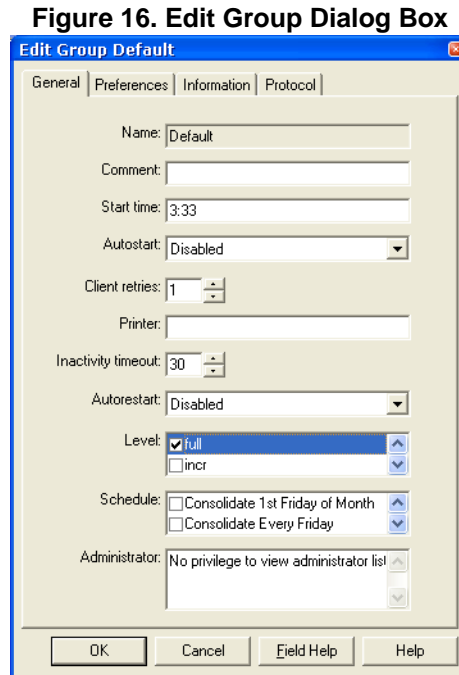 Figure 16. Edit Group Dialog Box
Edit Group Default
General Preferences Information Protocol
Name: Default
Comment:
Start time: 3:33
Autostart: Disabled
Client retries: 1
Printer:
Inactivity timeout: 30
Autorestart: Disabled
Level: full
incr
Schedule: Consolidate 1st Friday of Month
Consolidate Every Friday
Administrator: No privilege to view administrator list
OK Cancel Field Help Help